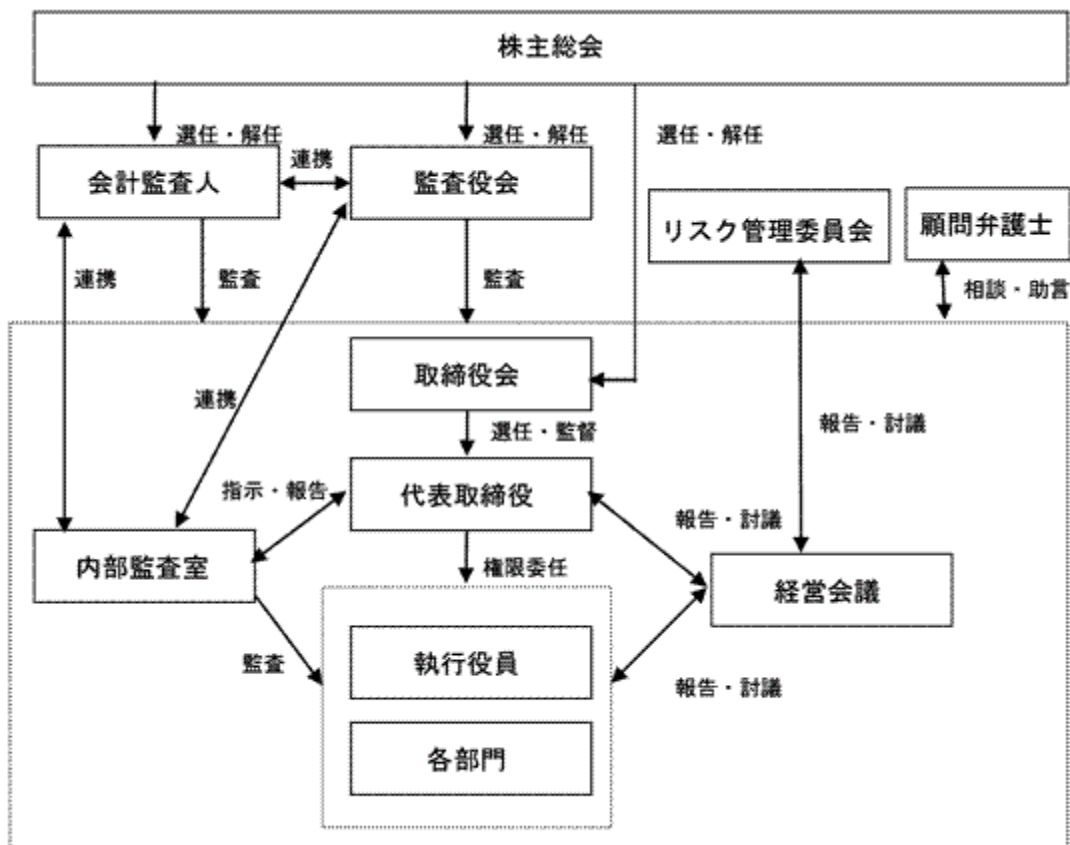 株主総会
選任・解任
選任・解任
選任・解任
会計監査人
連携
監査役会
リスク管理委員会
顧問弁護士
連携
監査
監査
相談・助言
取締役会
連携
選任・監督
報告・討議
指示・報告
代表取締役
報告・討議
内部監査室
権限委任
経営会議
監査
執行役員
報告・討議
各部門